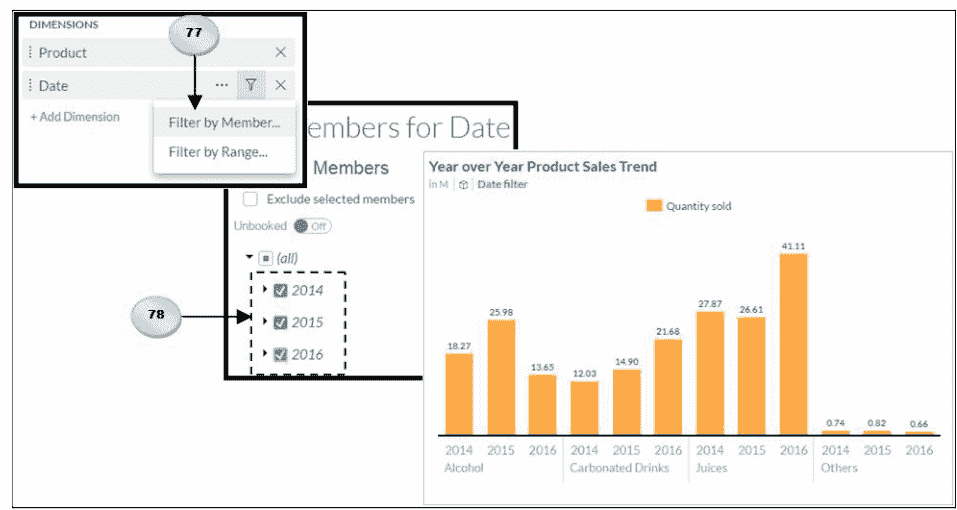 DIMENSIONS
77
Product
Date
+ Add Dimension
Filter by Member...
Filter by Range...
embers for Date
Members
Exclude selected members
Unbooked Off
(all)
2014
78
2015
2016
Year over Year Product Sales Trend
in M Date filter
Quantity sold
41.11
27.87
26.61
25.98
21.68
18.27
14.90
13.65
12.03
0.74 0.82 0.66
2014 2015 2016 2014 2015 2016 2014 2015 2016 2014 2015 2016
Alcohol Carbonated Drinks Juices Others